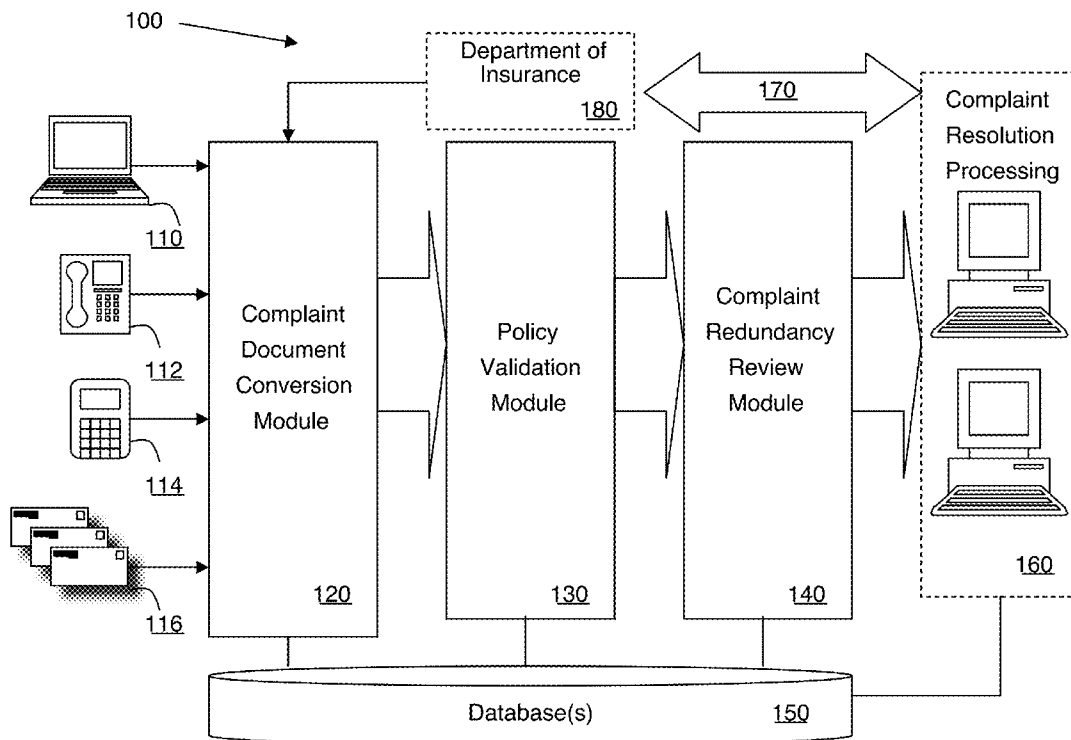 100
Department of
Insurance
180
170
Complaint
Resolution
Processing
110
112
114
116
Complaint
Document
Conversion
Module
120
Policy
Validation
Module
130
Complaint
Redundancy
Review
Module
140
160
Database(s)
150